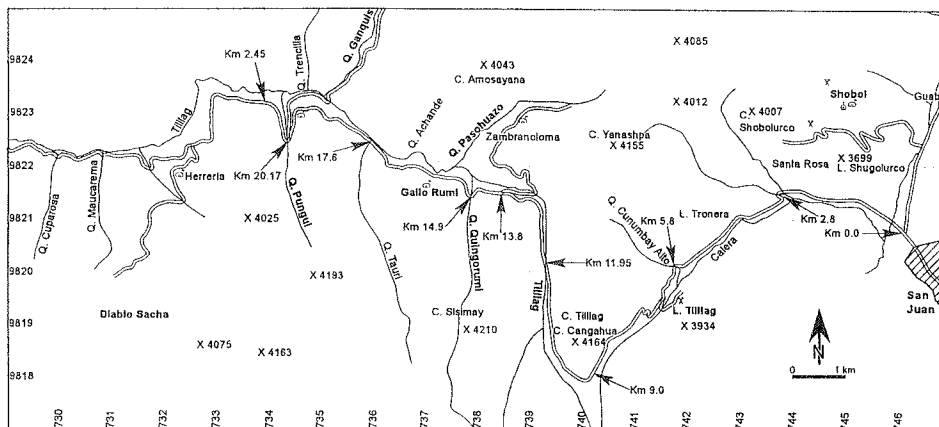 9824
9823
9822
9821
9820
9819
9818
Km 2.45
Q. Trencilla
Q. Ganquis
X 4043
C. Amosayana
X 4085
X 4012
C. X 4007
Shobolurco
X
Shobol
X
Tililag
Q. Achande
Q. Pasohuazo
Zambranoloma
C. Yanashpa
X 4155
Santa Rosa
X 3699
L. Shugolurco
Km 17.6
Q. Cuparosa
Q. Maucarema
Herreria
Km 20.17
Q. Pungul
X 4025
Gallo Rumi
Km 14.9
Km 13.8
Q. Quingorumi
Q. Tauri
Q. Cunumbay Alto
Km 5.8
L. Tronera
Calera
Km 2.8
Km 0.0
San
Juan
Km 11.95
X 4193
Diablo Sacha
C. Sisimay
X 4210
Tililag
C. Tililag
C. Cangahua
X 4164
X
L. Tililag
X 3934
X 4075
X 4163
Km 9.0
N
0 1 km
730
731
732
733
734
735
736
737
738
739
740
741
742
743
744
745
746